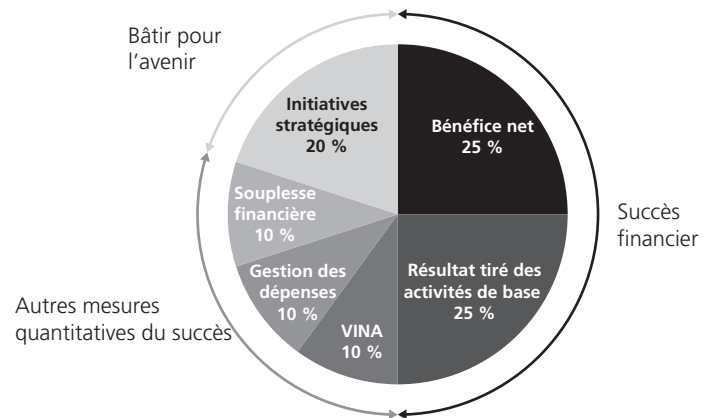 Bâtir pour
l'avenir
Initiatives
stratégiques
20 %
Bénéfice net
25 %
Souplesse
financière
10 %
Succès
financier
Gestion des
dépenses
10 %
Résultat tiré des
activités de base
25 %
Autres mesures
quantitatives du succès
VINA
10 %